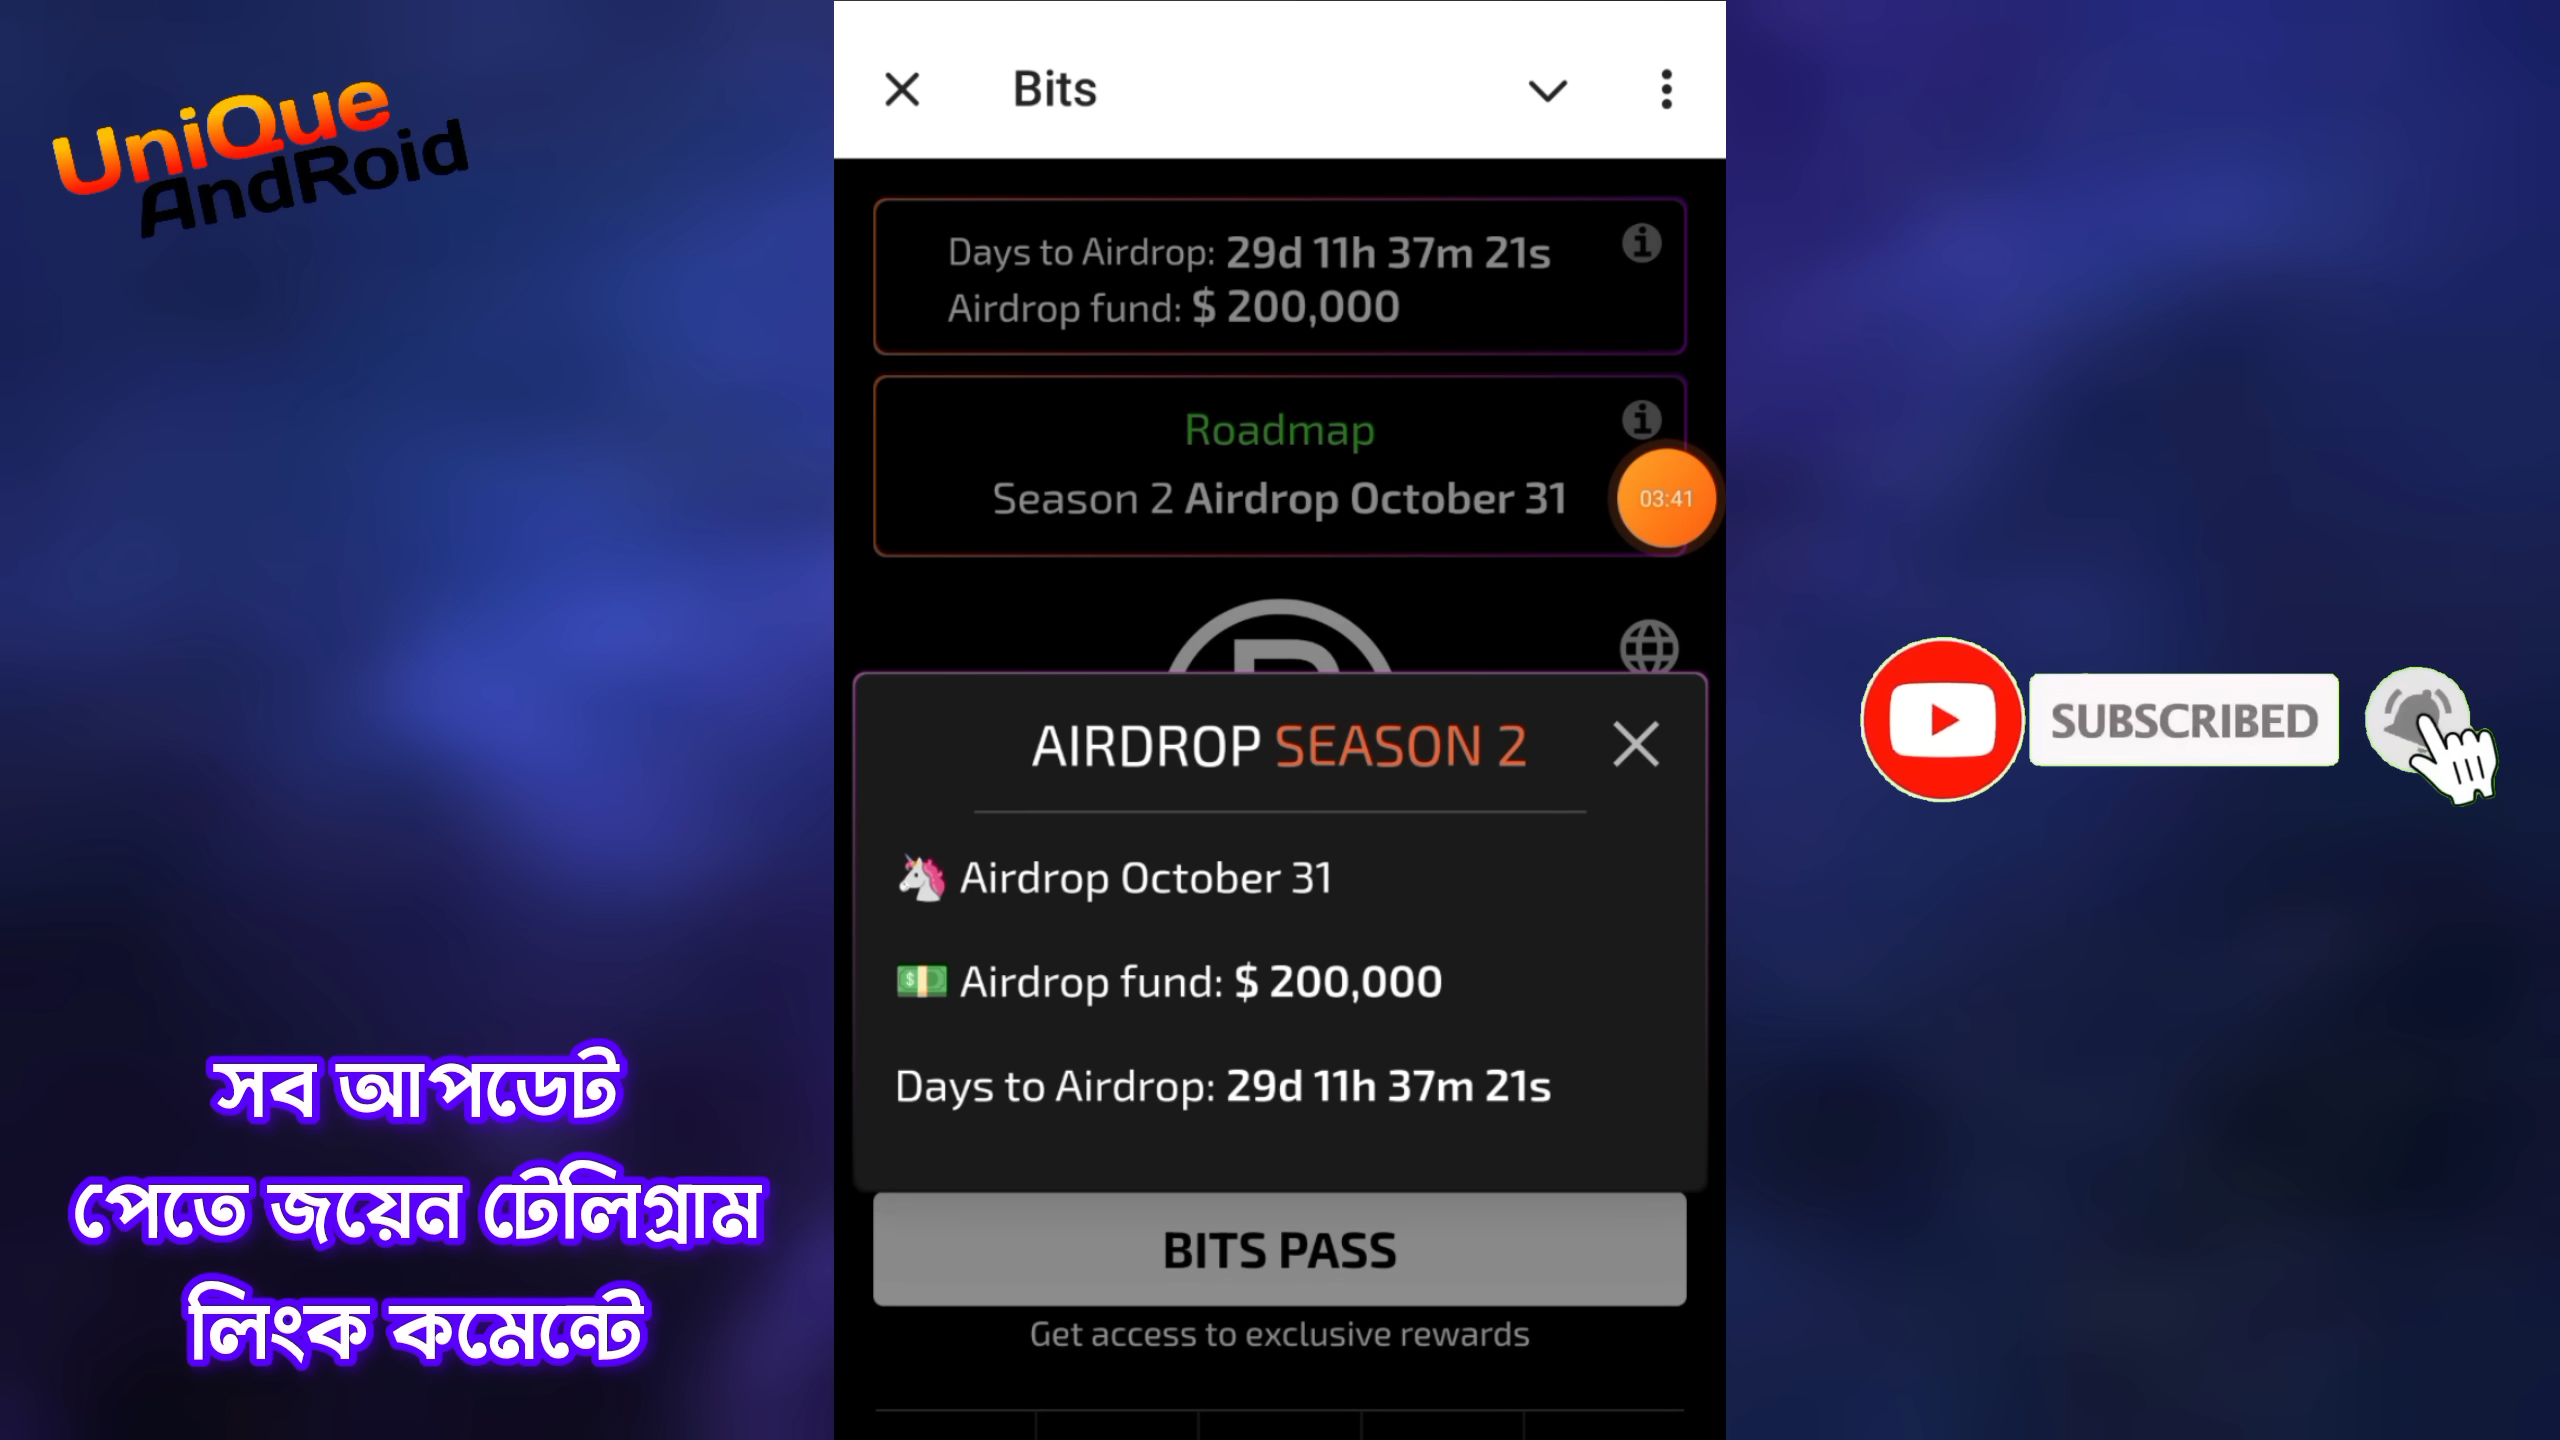 UniQue
AndRoid
Bits
Days to Airdrop: 29d 11h 37m 21s
Airdrop fund: $ 200,000
Roadmap
Season 2 Airdrop October 31
03:41
AIRDROP SEASON 2
Airdrop October 31
Airdrop fund: $ 200,000
Days to Airdrop: 29d 11h 37m 21s
BITS PASS
Get access to exclusive rewards
SUBSCRIBED
সব আপডেট
পেতে জয়েন টেলিগ্রাম
লিংক কমেন্টে